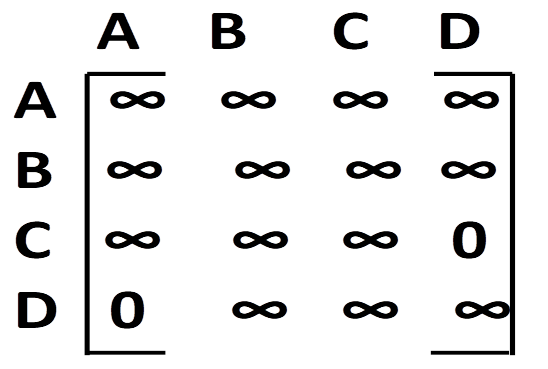 A B C D
A ∞ ∞ ∞ ∞
B ∞ ∞ ∞ ∞
C ∞ ∞ ∞ 0
D 0 ∞ ∞ ∞